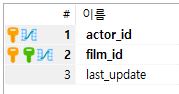 # 이름
1 actor_id
2 film_id
3 last_update